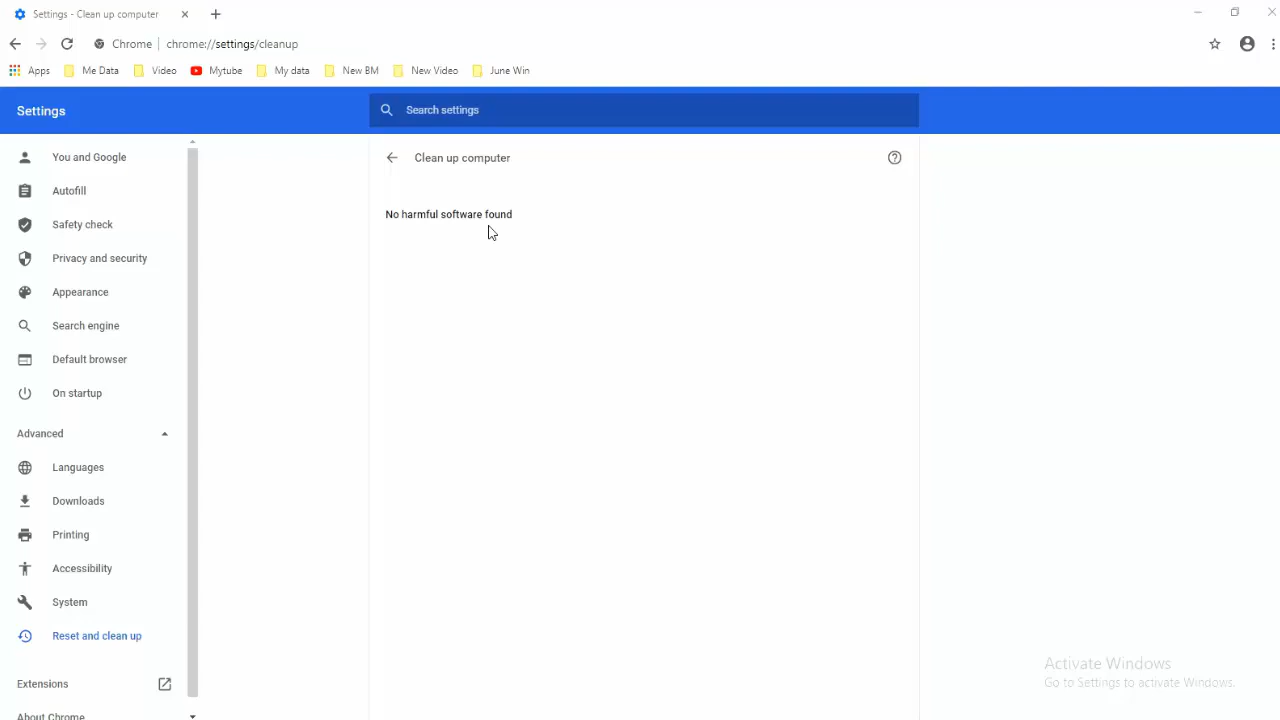 Settings - Clean up computer
Chrome
chrome://settings/cleanup
Apps
Me Data
Video
Mytube
My data
New BM
New Video
June Win
Settings
Search settings
You and Google
Autofill
Safety check
Privacy and security
Appearance
Search engine
Default browser
On startup
Advanced
Languages
Downloads
Printing
Accessibility
System
Reset and clean up
Extensions
About Chrome
Clean up computer
No harmful software found
Activate Windows
Go to Settings to activate Windows.